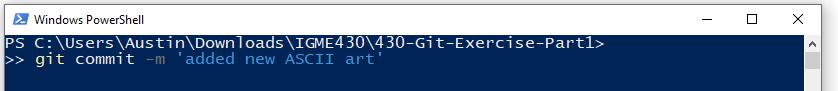 Windows PowerShell
PS C:\Users\Austin\Downloads\IGME430\430-Git-Exercise-Part1>
>> git commit -m 'added new ASCII art'